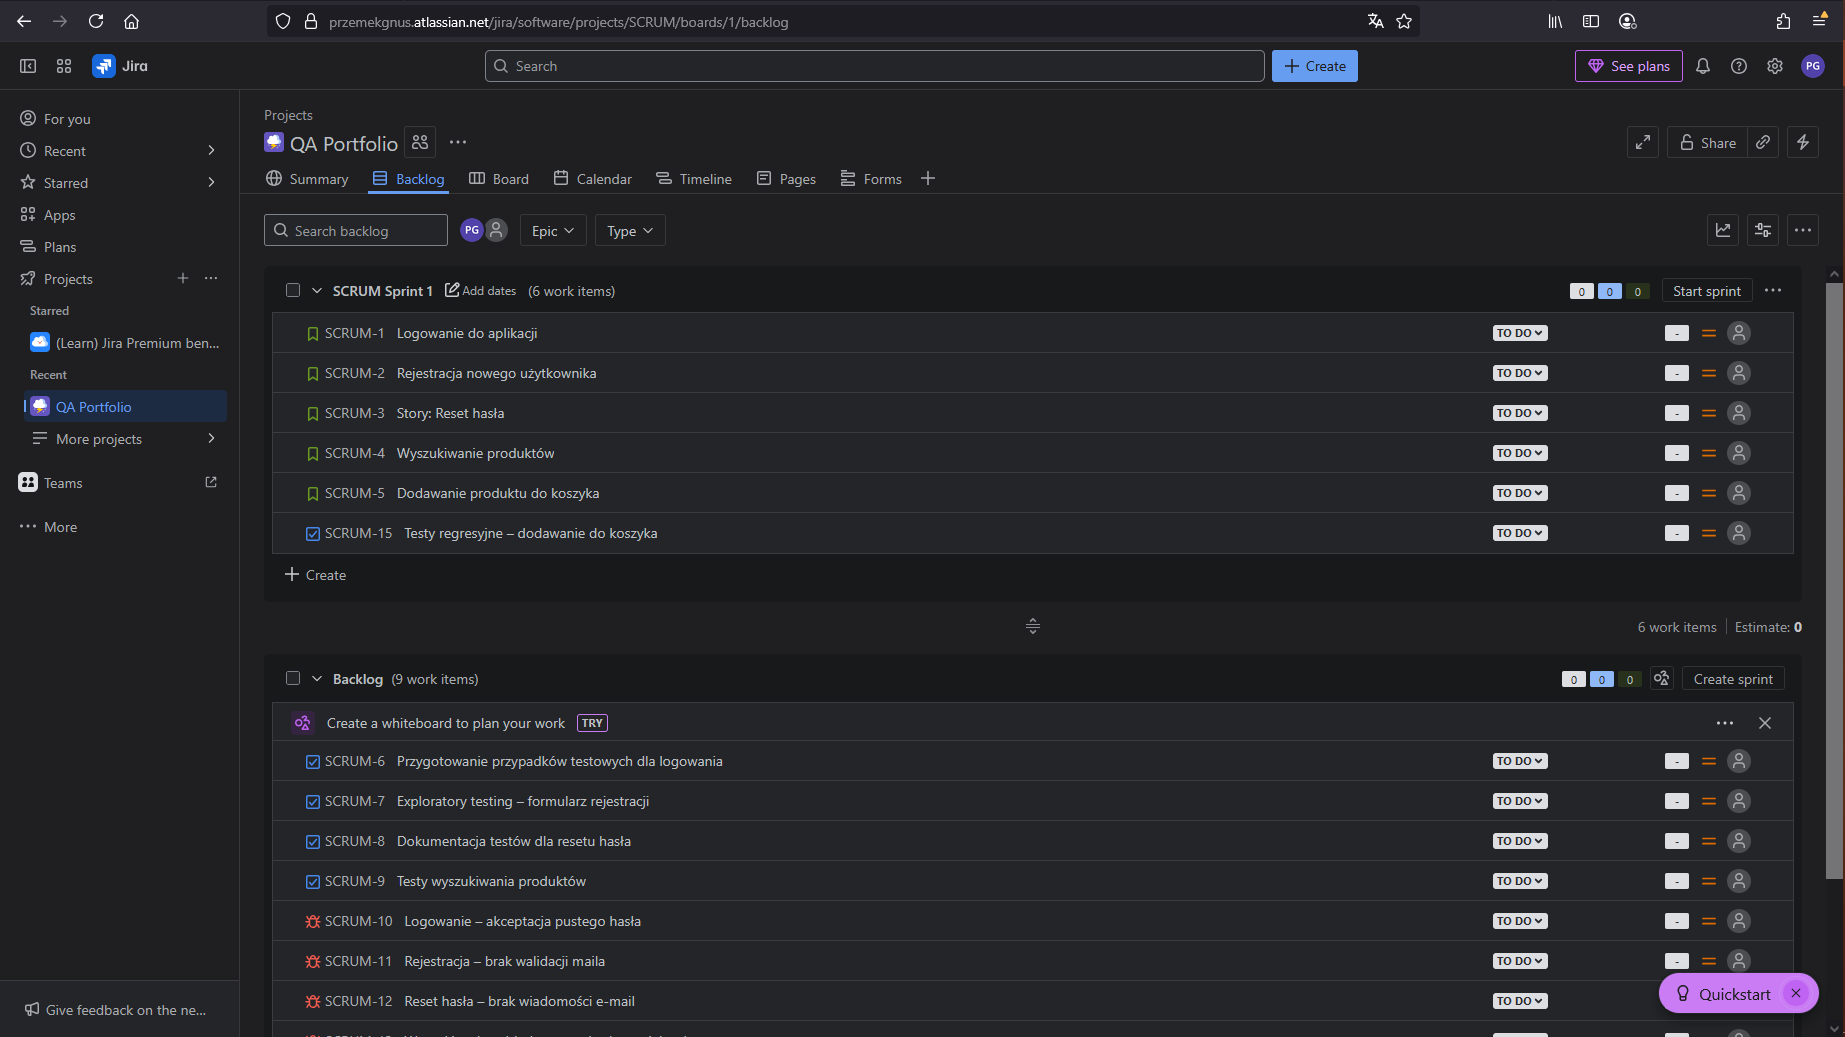 przemekgnus.atlassian.net/jira/software/projects/SCRUM/boards/1/backlog
Jira
Search
Create
See plans
PG
For you
Recent
Starred
Apps
Plans
Projects
Starred
(Learn) Jira Premium ben...
Recent
QA Portfolio
More projects
Teams
More
Give feedback on the ne...
Projects
QA Portfolio
Share
Summary
Backlog
Board
Calendar
Timeline
Pages
Forms
Search backlog
PG
Epic
Type
SCRUM Sprint 1 Add dates (6 work items)
0 0 0 Start sprint
SCRUM-1 Logowanie do aplikacji TO DO -
SCRUM-2 Rejestracja nowego użytkownika TO DO -
SCRUM-3 Story: Reset hasła TO DO -
SCRUM-4 Wyszukiwanie produktów TO DO -
SCRUM-5 Dodawanie produktu do koszyka TO DO -
SCRUM-15 Testy regresyjne – dodawanie do koszyka TO DO -
Create
6 work items Estimate: 0
Backlog (9 work items)
0 0 0 Create sprint
Create a whiteboard to plan your work TRY
SCRUM-6 Przygotowanie przypadków testowych dla logowania TO DO -
SCRUM-7 Exploratory testing – formularz rejestracji TO DO -
SCRUM-8 Dokumentacja testów dla resetu hasła TO DO -
SCRUM-9 Testy wyszukiwania produktów TO DO -
SCRUM-10 Logowanie – akceptacja pustego hasła TO DO -
SCRUM-11 Rejestracja – brak walidacji maila TO DO -
SCRUM-12 Reset hasła – brak wiadomości e-mail TO DO
Quickstart